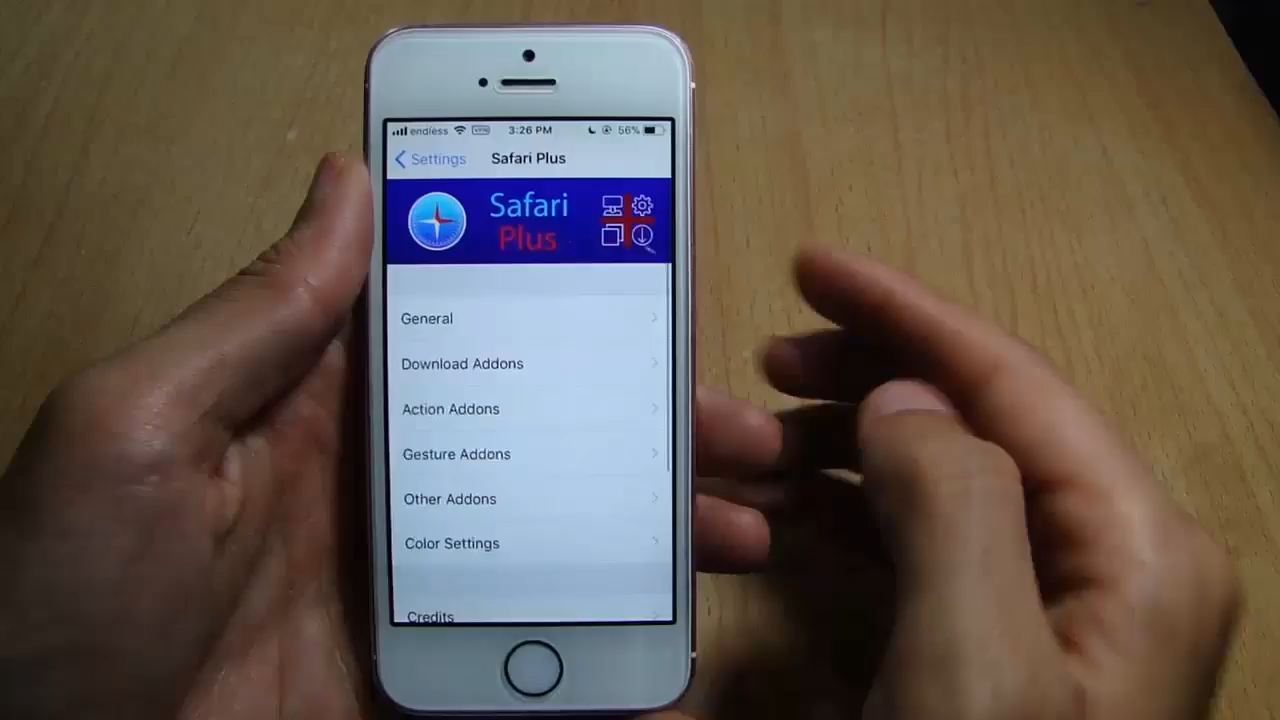 endless VPN 3:26 PM 56%
Settings Safari Plus
Safari
Plus
General
Download Addons
Action Addons
Gesture Addons
Other Addons
Color Settings
Credits